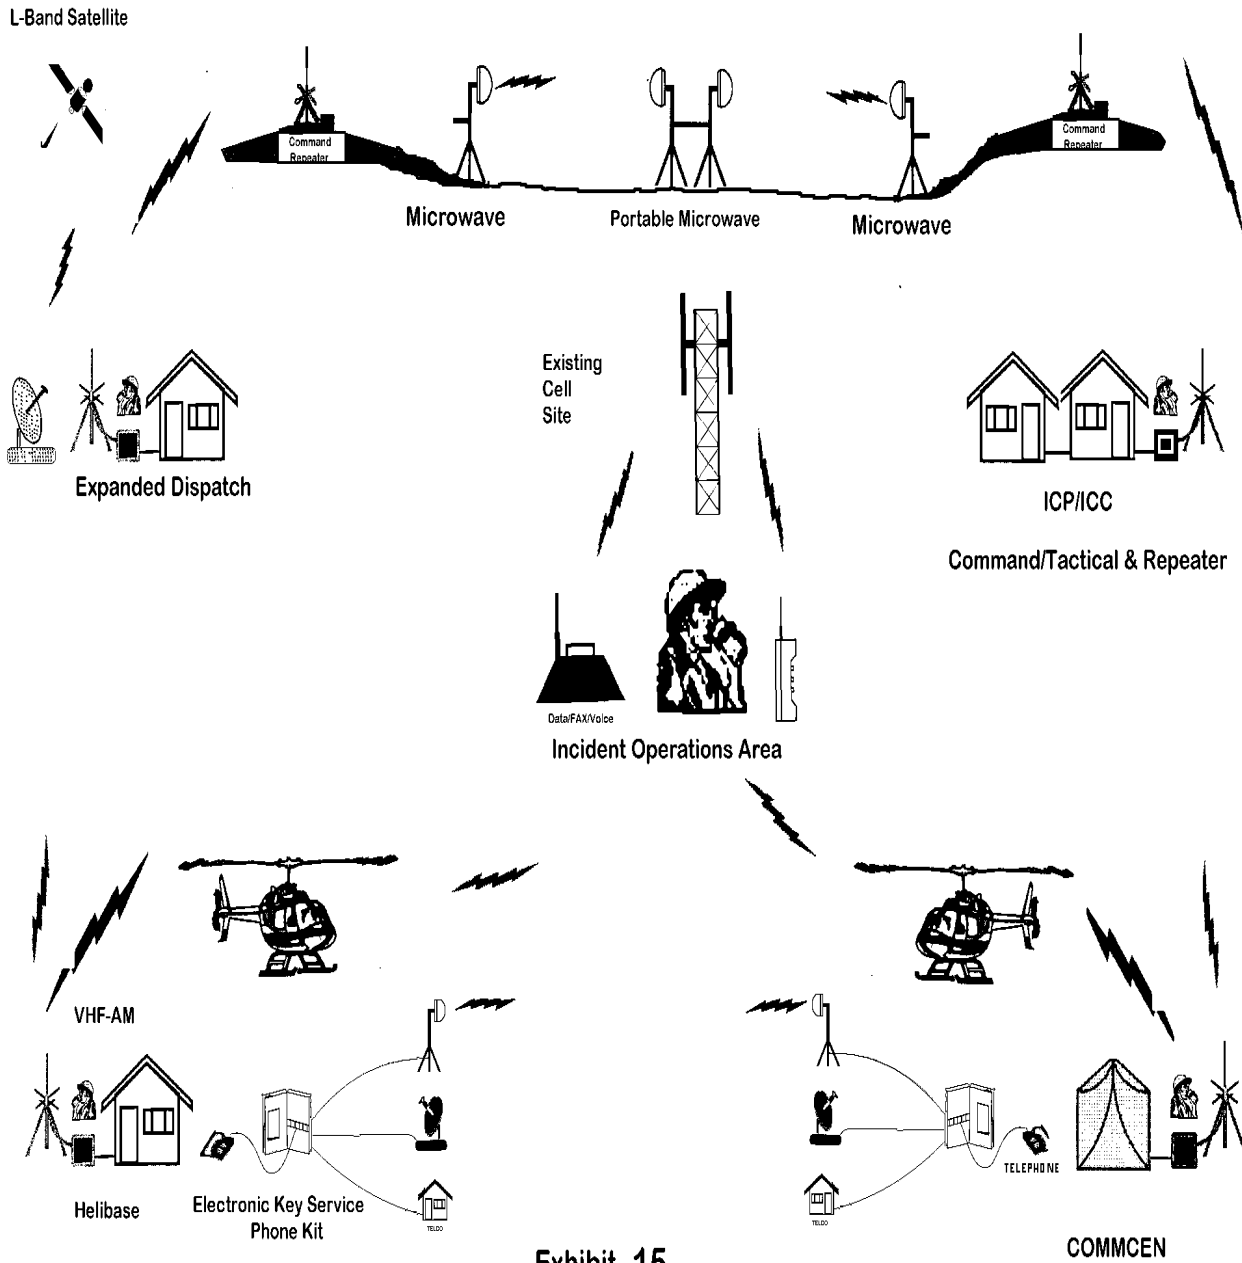 L-Band Satellite
Command
Repeater
Command
Repeater
Microwave
Portable Microwave
Microwave
Existing
Cell
Site
Expanded Dispatch
ICP/ICC
Command/Tactical & Repeater
Data/FAX/Voice
Incident Operations Area
VHF-AM
TELEPHONE
Helibase
Electronic Key Service
Phone Kit
TELCO
TELCO
COMMCEN
Exhibit 15